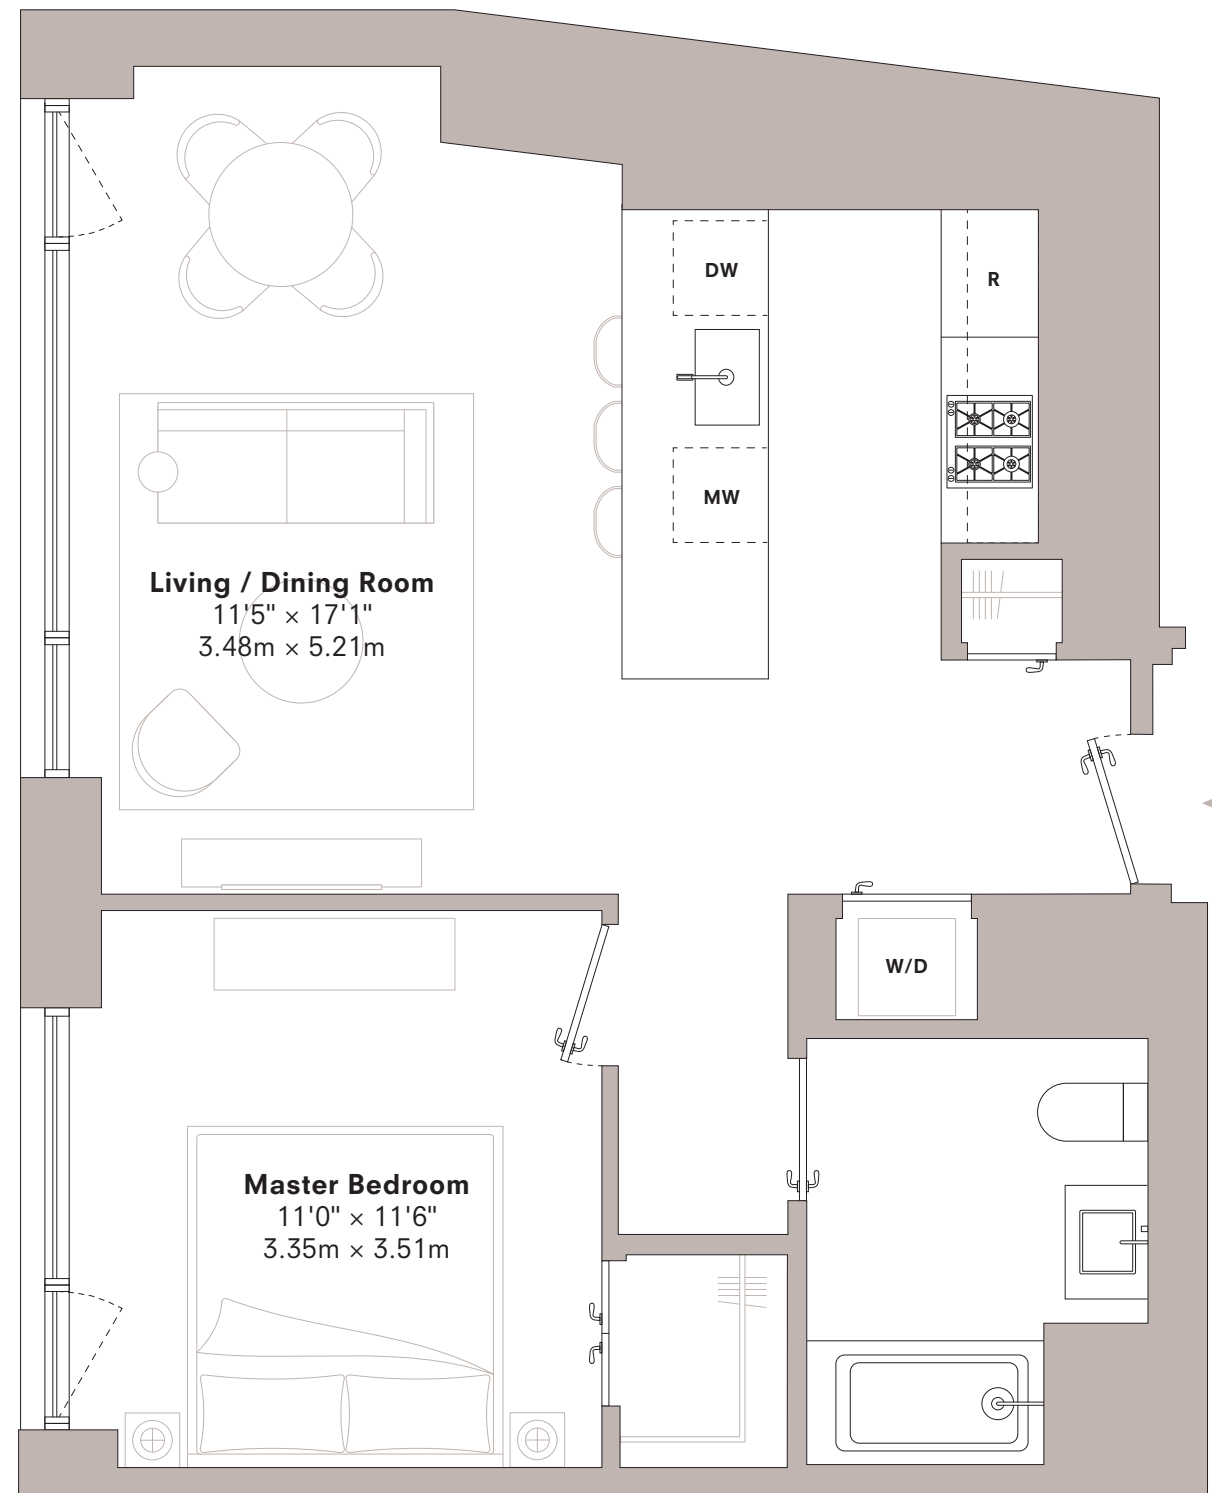 DW
R
MW
Living / Dining Room
11'5" × 17'1"
3.48m × 5.21m
W/D
Master Bedroom
11'0" × 11'6"
3.35m × 3.51m